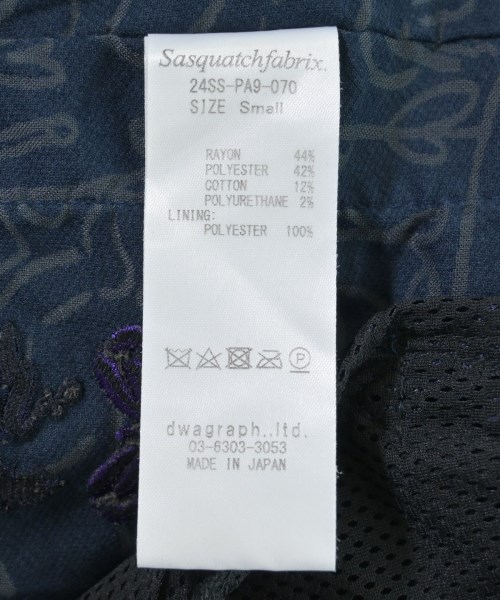 Sasquatchfabrix.
24SS-PA9-070
SIZE Small
RAYON 44%
POLYESTER 42%
COTTON 12%
POLYURETHANE 2%
LINING:
POLYESTER 100%
P
dwagraph.,ltd.
03-6303-3053
MADE IN JAPAN